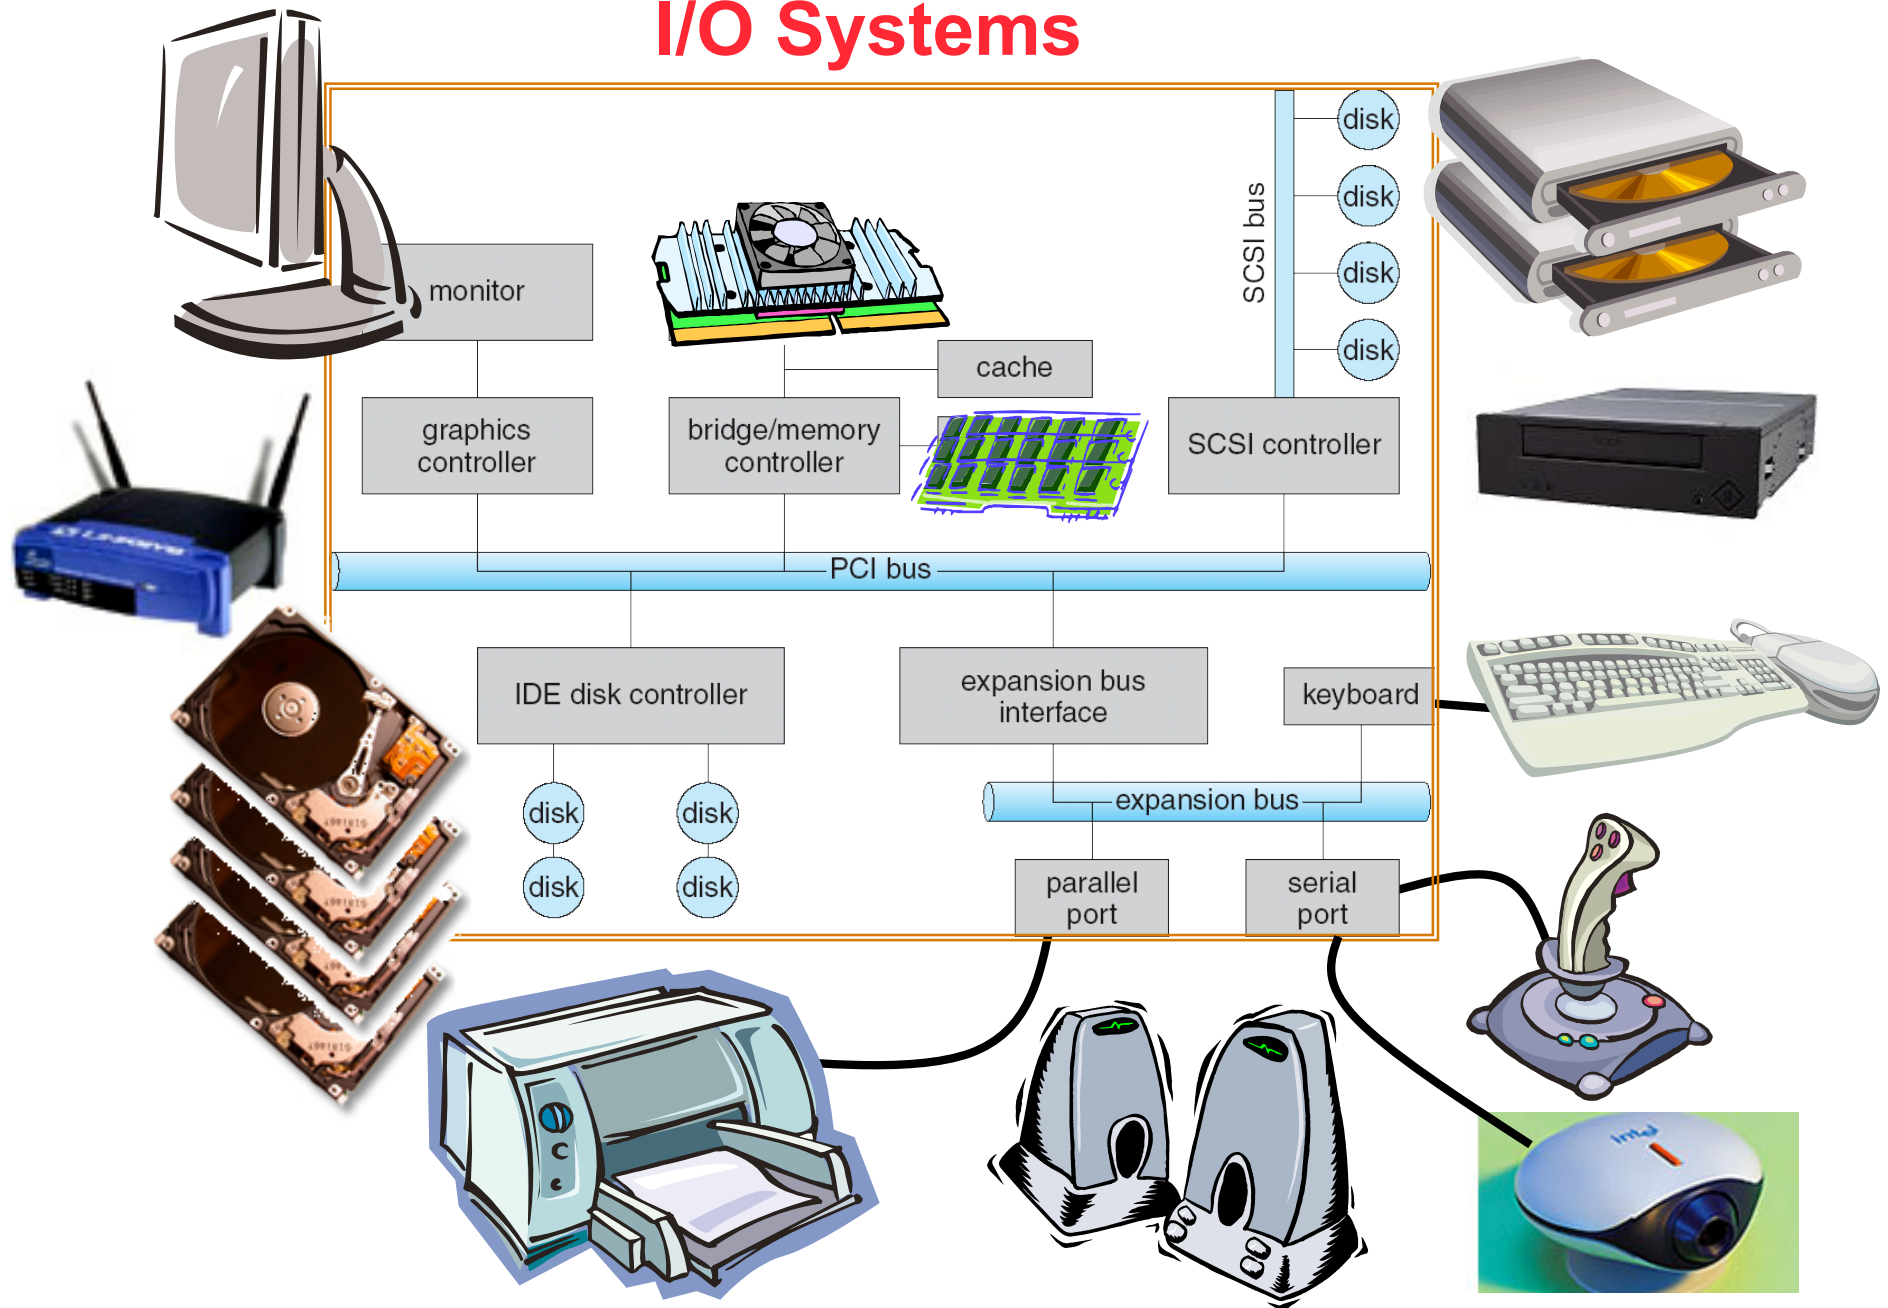 I/O Systems
disk
disk
disk
disk
SCSI bus
monitor
cache
graphics
controller
bridge/memory
controller
SCSI controller
PCI bus
IDE disk controller
expansion bus
interface
keyboard
expansion bus
disk
disk
disk
disk
parallel
port
serial
port
intel